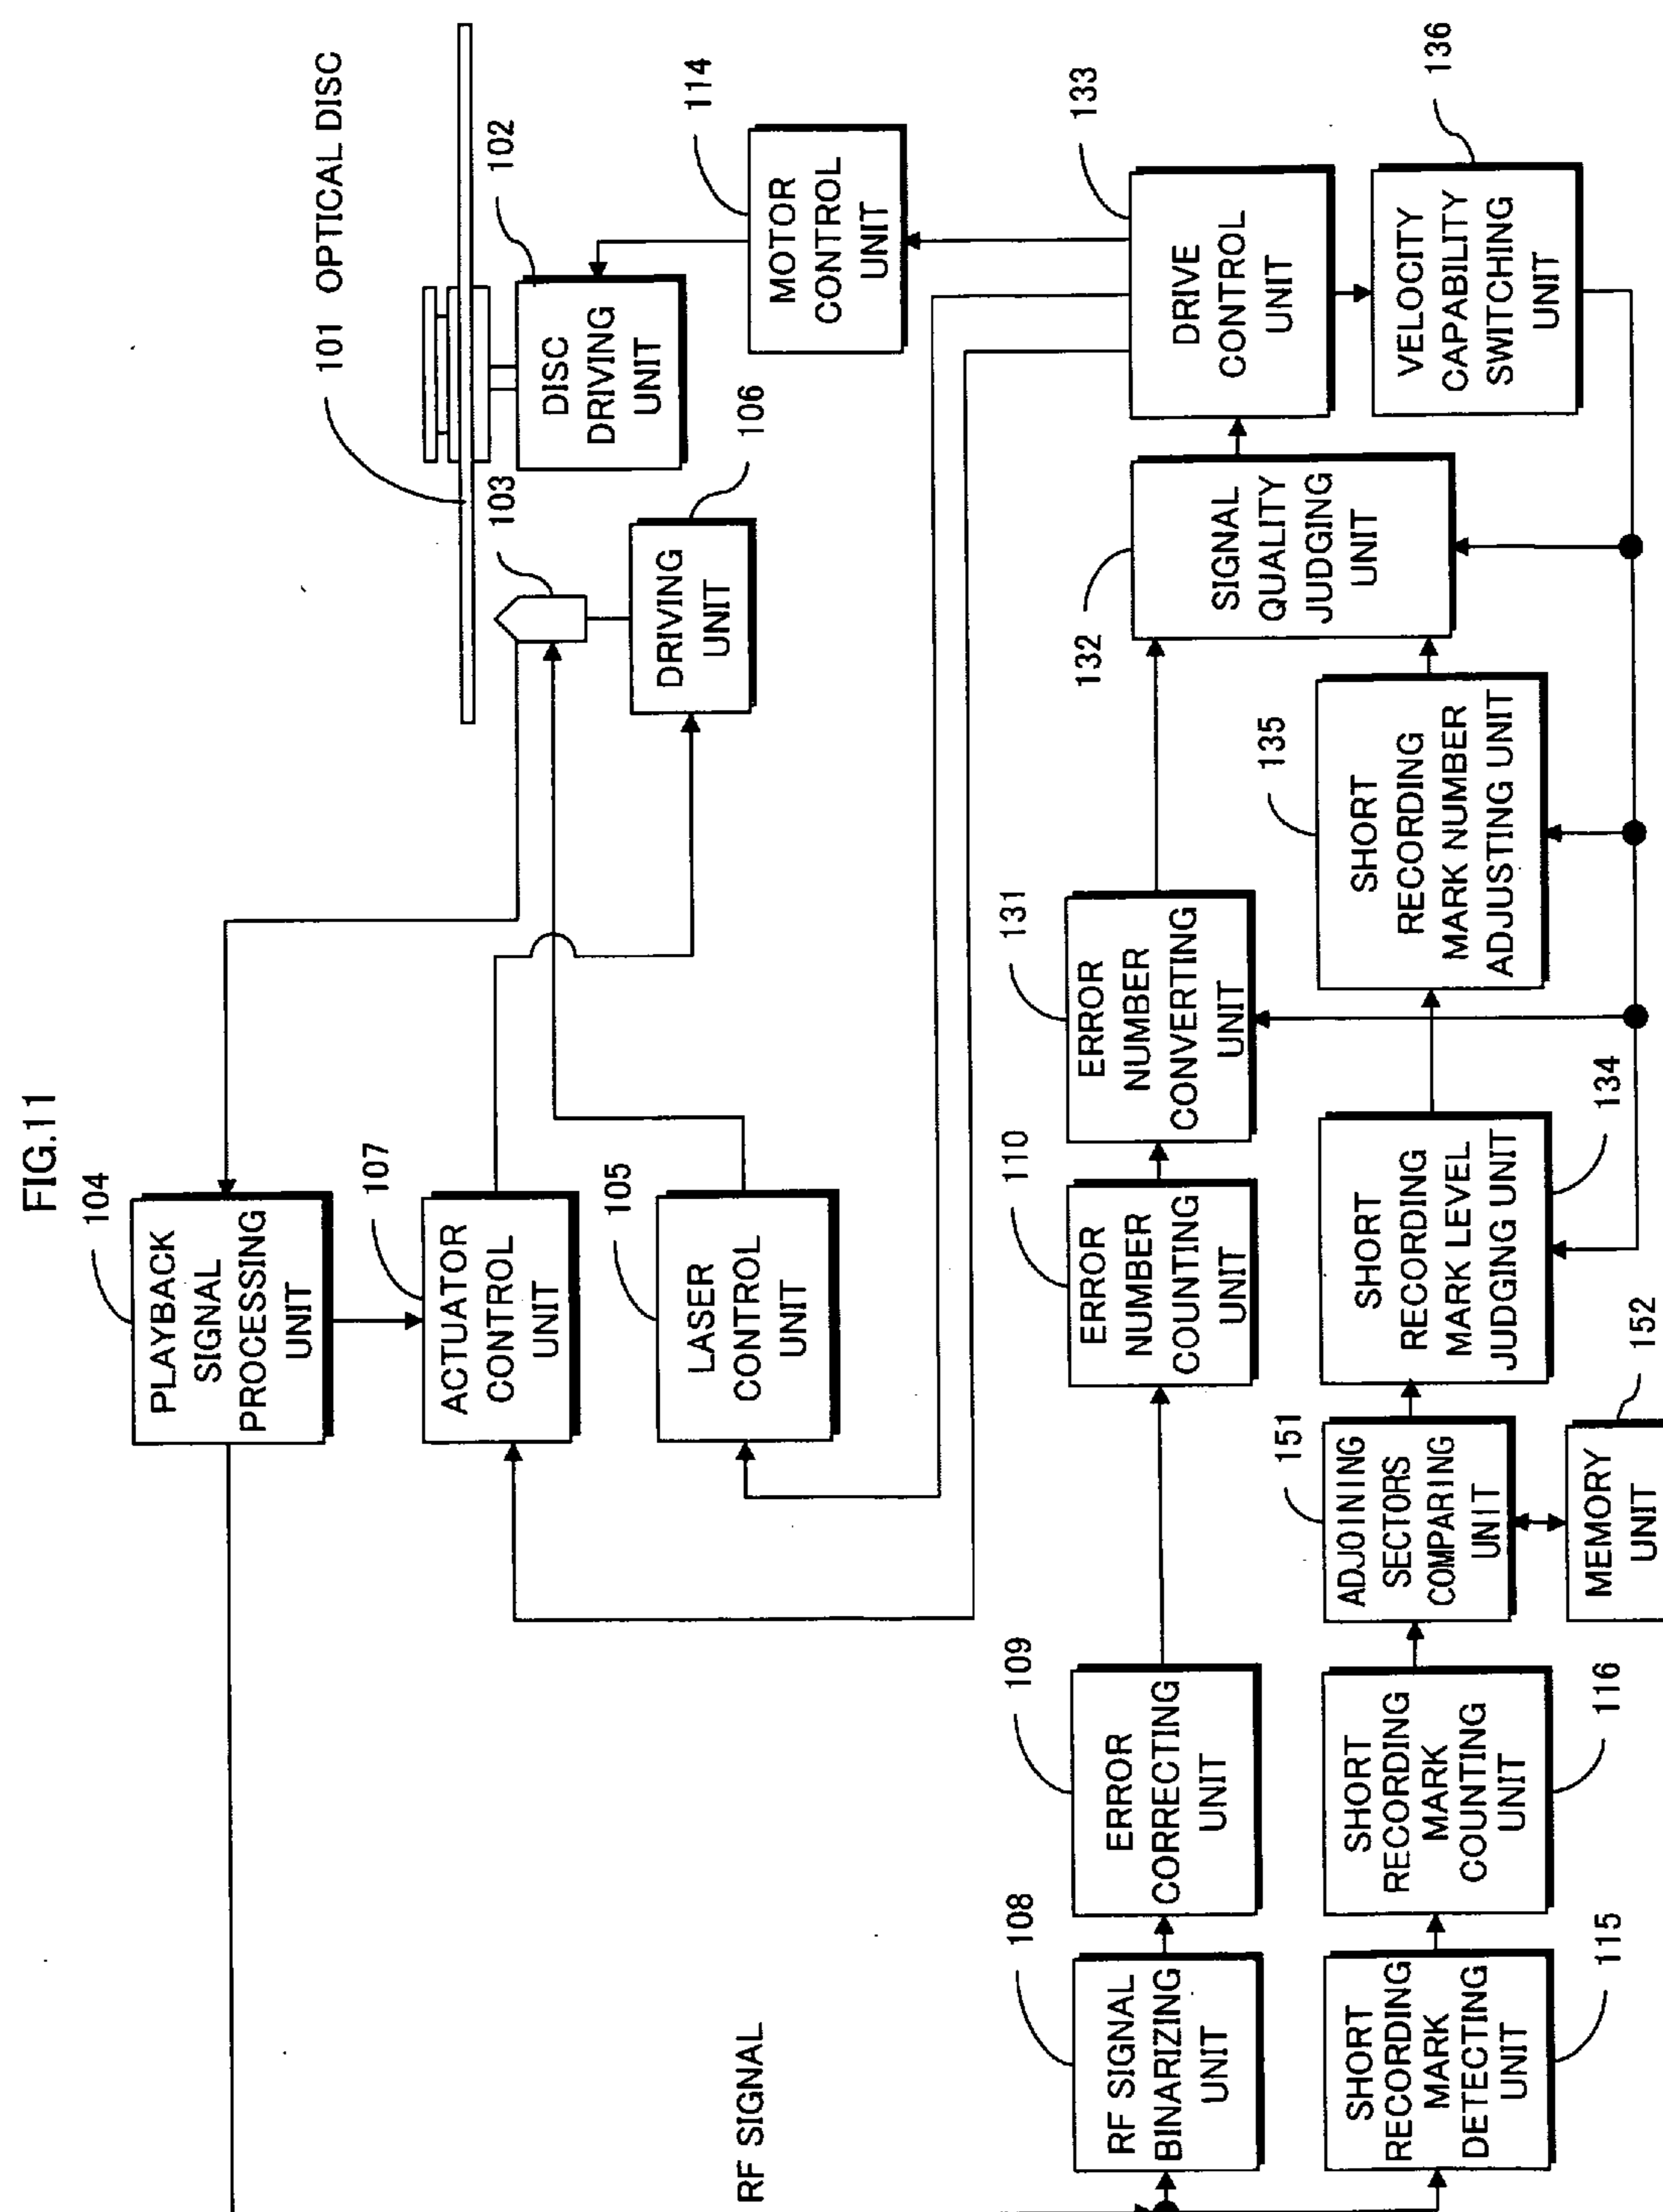 FIG.11
101 OPTICAL DISC
102
DISC
DRIVING
UNIT
103
106
DRIVING
UNIT
114
MOTOR
CONTROL
UNIT
104
PLAYBACK
SIGNAL
PROCESSING
UNIT
107
ACTUATOR
CONTROL
UNIT
105
LASER
CONTROL
UNIT
RF SIGNAL
108
RF SIGNAL
BINARIZING
UNIT
109
ERROR
CORRECTING
UNIT
110
ERROR
NUMBER
COUNTING
UNIT
131
ERROR
NUMBER
CONVERTING
UNIT
132
SIGNAL
QUALITY
JUDGING
UNIT
133
DRIVE
CONTROL
UNIT
SHORT
RECORDING
MARK
DETECTING
UNIT
115
SHORT
RECORDING
MARK
COUNTING
UNIT
116
151
ADJOINING
SECTORS
COMPARING
UNIT
152
MEMORY
UNIT
SHORT
RECORDING
MARK LEVEL
JUDGING UNIT
134
135
SHORT
RECORDING
MARK NUMBER
ADJUSTING UNIT
136
VELOCITY
CAPABILITY
SWITCHING
UNIT